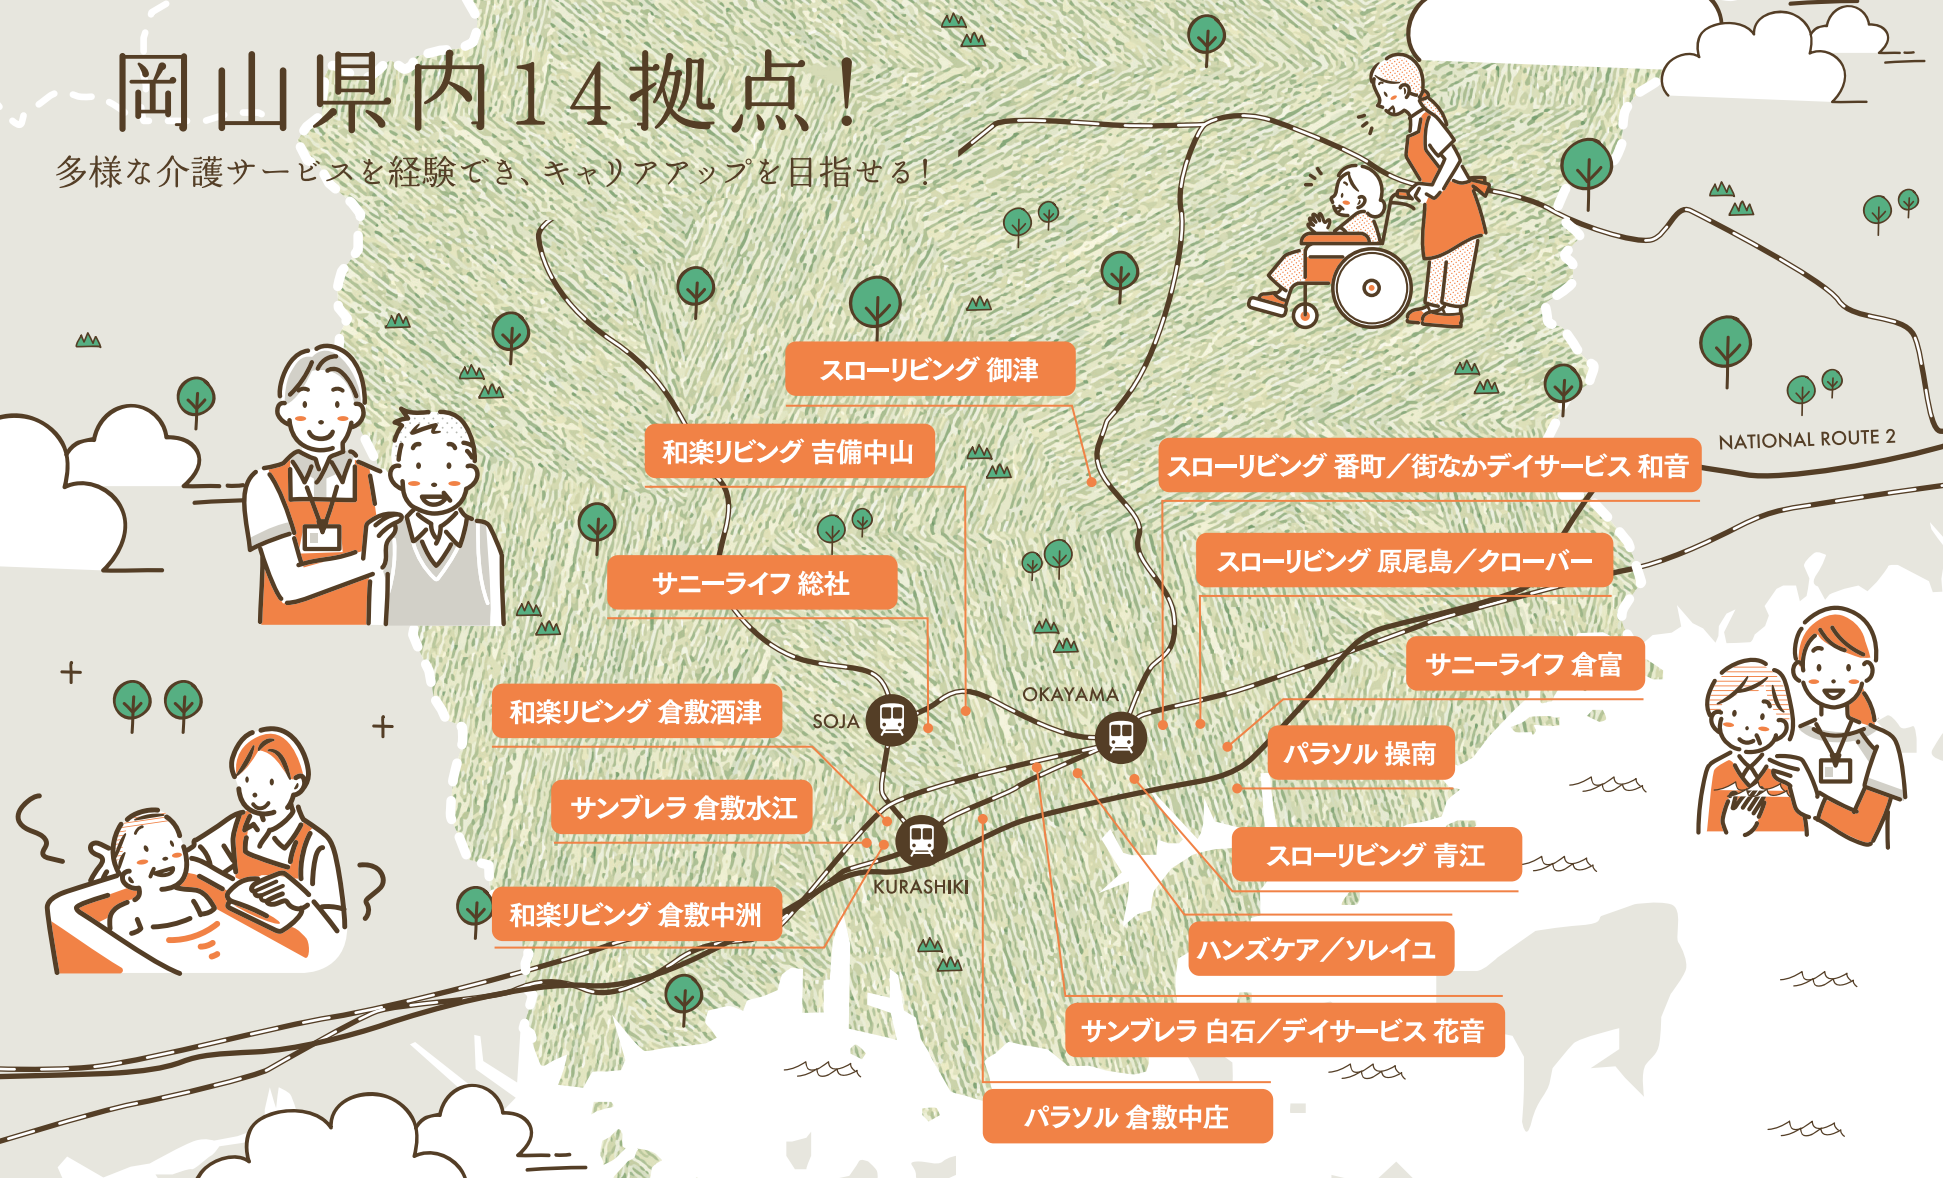 岡山県内14拠点！
多様な介護サービスを経験でき、キャリアアップを目指せる！
スローリビング 御津
和楽リビング 吉備中山
スローリビング 番町／街なかデイサービス 和音
NATIONAL ROUTE 2
サニーライフ 総社
スローリビング 原尾島／クローバー
サニーライフ 倉富
和楽リビング 倉敷酒津
SOJA
OKAYAMA
パラソル 操南
サンブレラ 倉敷水江
スローリビング 青江
KURASHIKI
和楽リビング 倉敷中洲
ハンズケア／ソレイユ
サンブレラ 白石／デイサービス 花音
パラソル 倉敷中庄